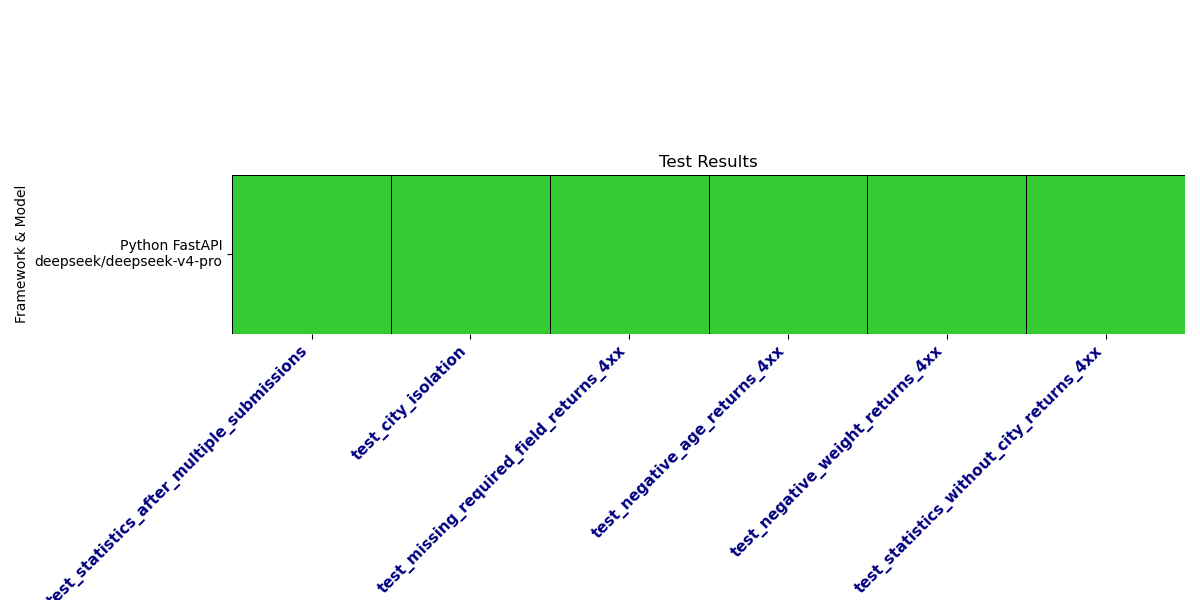 Test Results
Framework & Model
Python FastAPI
deepseek/deepseek-v4-pro
test_statistics_after_multiple_submissions
test_city_isolation
test_missing_required_field_returns_4xx
test_negative_age_returns_4xx
test_negative_weight_returns_4xx
test_statistics_without_city_returns_4xx